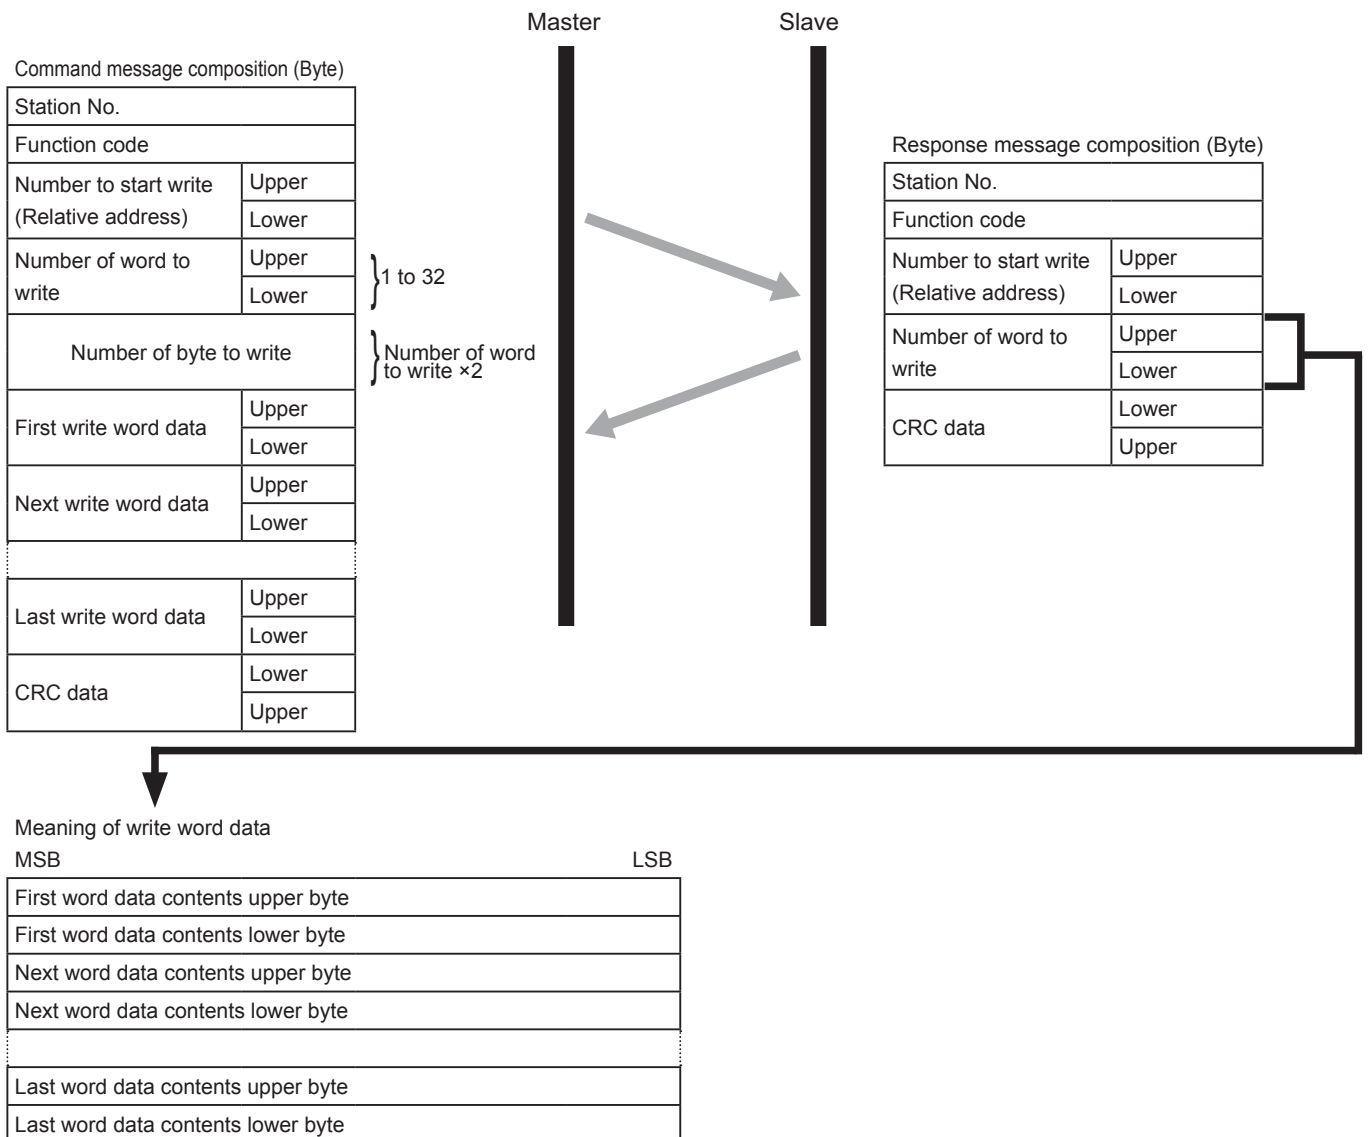 Master
Slave
Command message composition (Byte)
Station No.
Function code
Number to start write
(Relative address)
Upper
Lower
Number of word to
write
Upper
Lower
} 1 to 32
Number of byte to write
} Number of word
to write ×2
First write word data
Upper
Lower
Next write word data
Upper
Lower
Last write word data
Upper
Lower
CRC data
Lower
Upper
Response message composition (Byte)
Station No.
Function code
Number to start write
(Relative address)
Upper
Lower
Number of word to
write
Upper
Lower
CRC data
Lower
Upper
Meaning of write word data
MSB
LSB
First word data contents upper byte
First word data contents lower byte
Next word data contents upper byte
Next word data contents lower byte
Last word data contents upper byte
Last word data contents lower byte